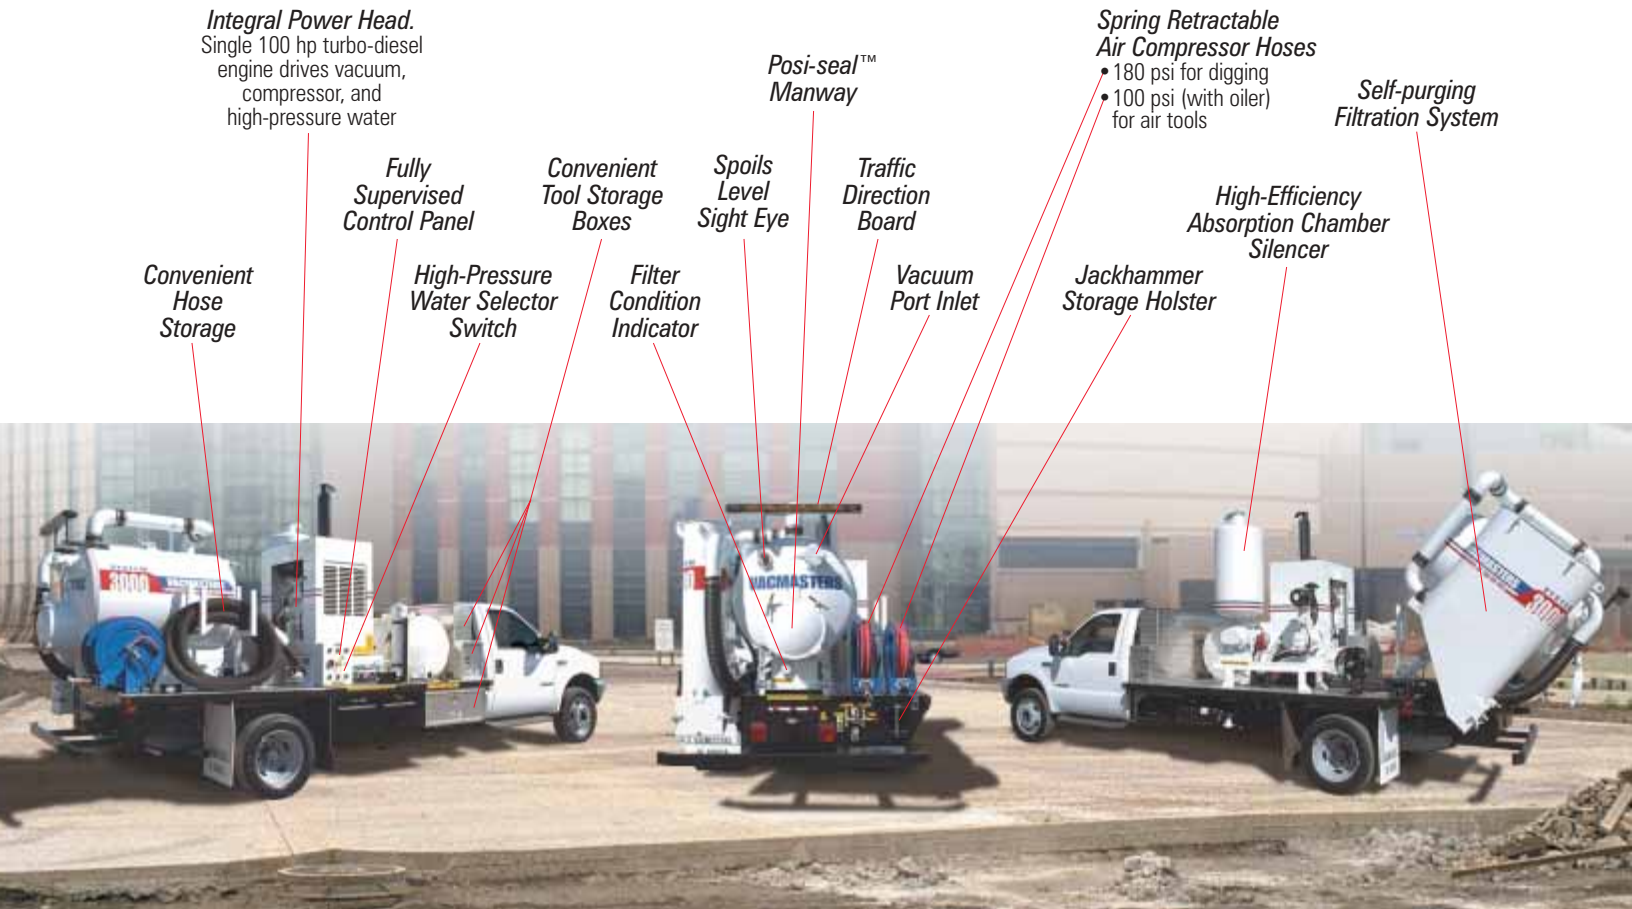 Integral Power Head.
Single 100 hp turbo-diesel
engine drives vacuum,
compressor, and
high-pressure water
Posi-seal™
Manway
Spring Retractable
Air Compressor Hoses
• 180 psi for digging
• 100 psi (with oiler)
for air tools
Self-purging
Filtration System
Fully
Supervised
Control Panel
Convenient
Tool Storage
Boxes
Spoils
Level
Sight Eye
Traffic
Direction
Board
High-Efficiency
Absorption Chamber
Silencer
Convenient
Hose
Storage
High-Pressure
Water Selector
Switch
Filter
Condition
Indicator
Vacuum
Port Inlet
Jackhammer
Storage Holster
3000
VACMASTERS
3000